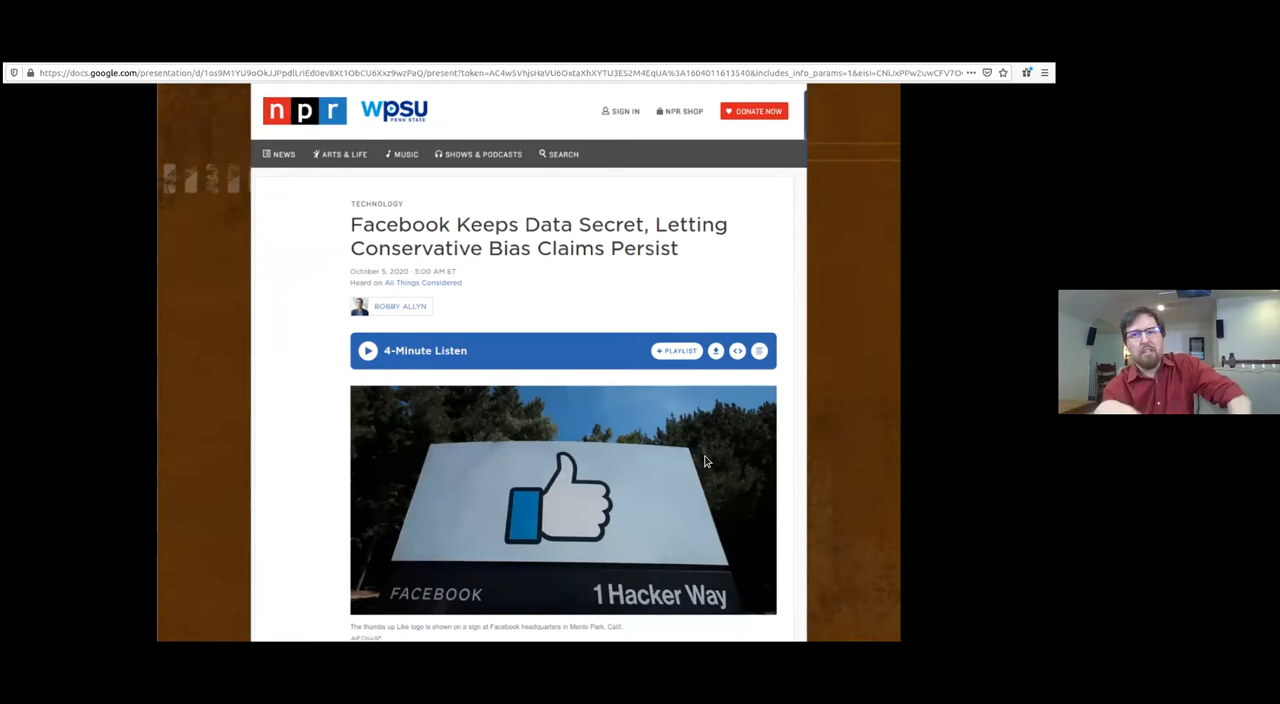 npr wpsu PENN STATE SIGN IN NPR SHOP DONATE NOW
NEWS ARTS & LIFE MUSIC SHOWS & PODCASTS SEARCH
TECHNOLOGY
Facebook Keeps Data Secret, Letting
Conservative Bias Claims Persist
October 5, 2020 · 5:00 AM ET
Heard on All Things Considered
BOBBY ALLYN
4-Minute Listen + PLAYLIST
FACEBOOK 1 Hacker Way
The thumbs up Like logo is shown on a sign at Facebook headquarters in Menlo Park, Calif.